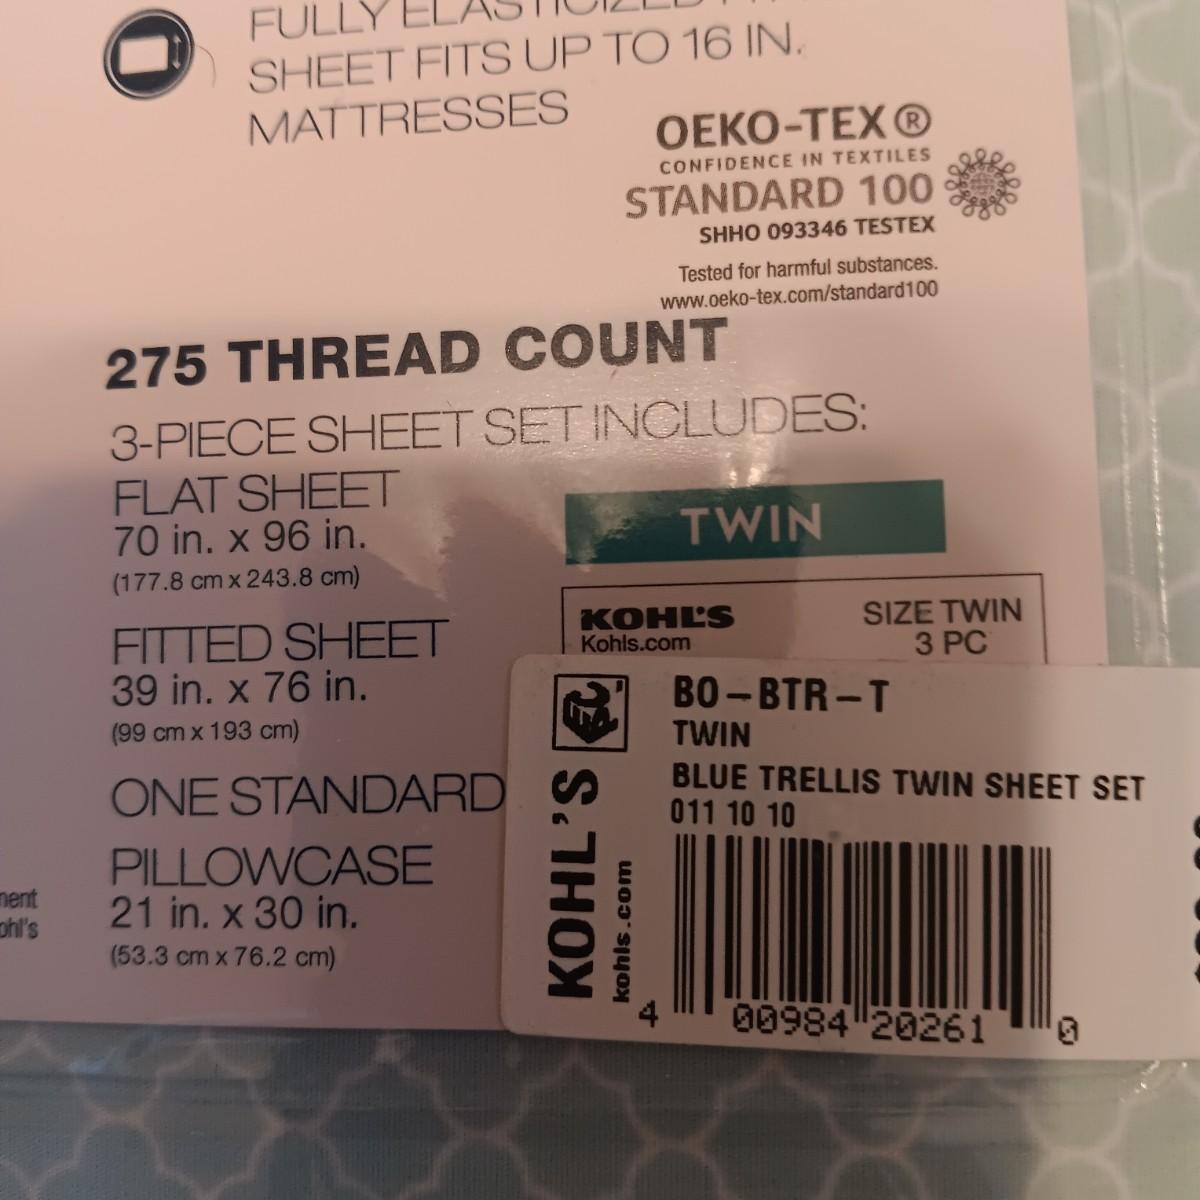 FULLY ELASTICIZED
SHEET FITS UP TO 16 IN.
MATTRESSES
OEKO-TEX®
CONFIDENCE IN TEXTILES
STANDARD 100
SHHO 093346 TESTEX
Tested for harmful substances.
www.oeko-tex.com/standard100
275 THREAD COUNT
3-PIECE SHEET SET INCLUDES:
FLAT SHEET
70 in. x 96 in.
(177.8 cm x 243.8 cm)
FITTED SHEET
39 in. x 76 in.
(99 cm x 193 cm)
ONE STANDARD
PILLOWCASE
21 in. x 30 in.
(53.3 cm x 76.2 cm)
ment
ohl's
TWIN
KOHL'S
Kohls.com
SIZE TWIN
3 PC
BO-BTR-T
TWIN
BLUE TRELLIS TWIN SHEET SET
011 10 10
KOHL'S
kohls.com
4 00984 20261 0